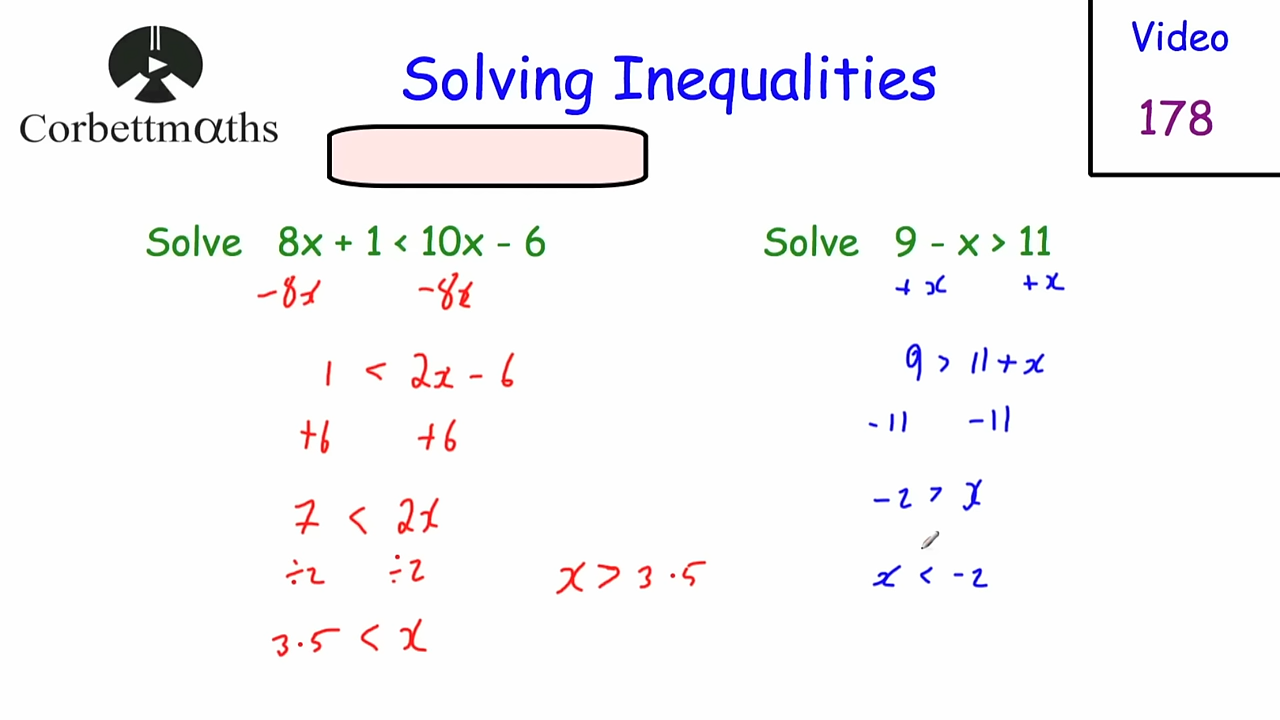 Corbettmαths
Solving Inequalities
Video
178
Solve 8x + 1 < 10x - 6
-8x -8x
1 < 2x - 6
+6 +6
7 < 2x
÷2 ÷2
3.5 < x
x > 3.5
Solve 9 - x > 11
+x +x
9 > 11 + x
-11 -11
-2 > x
x < -2